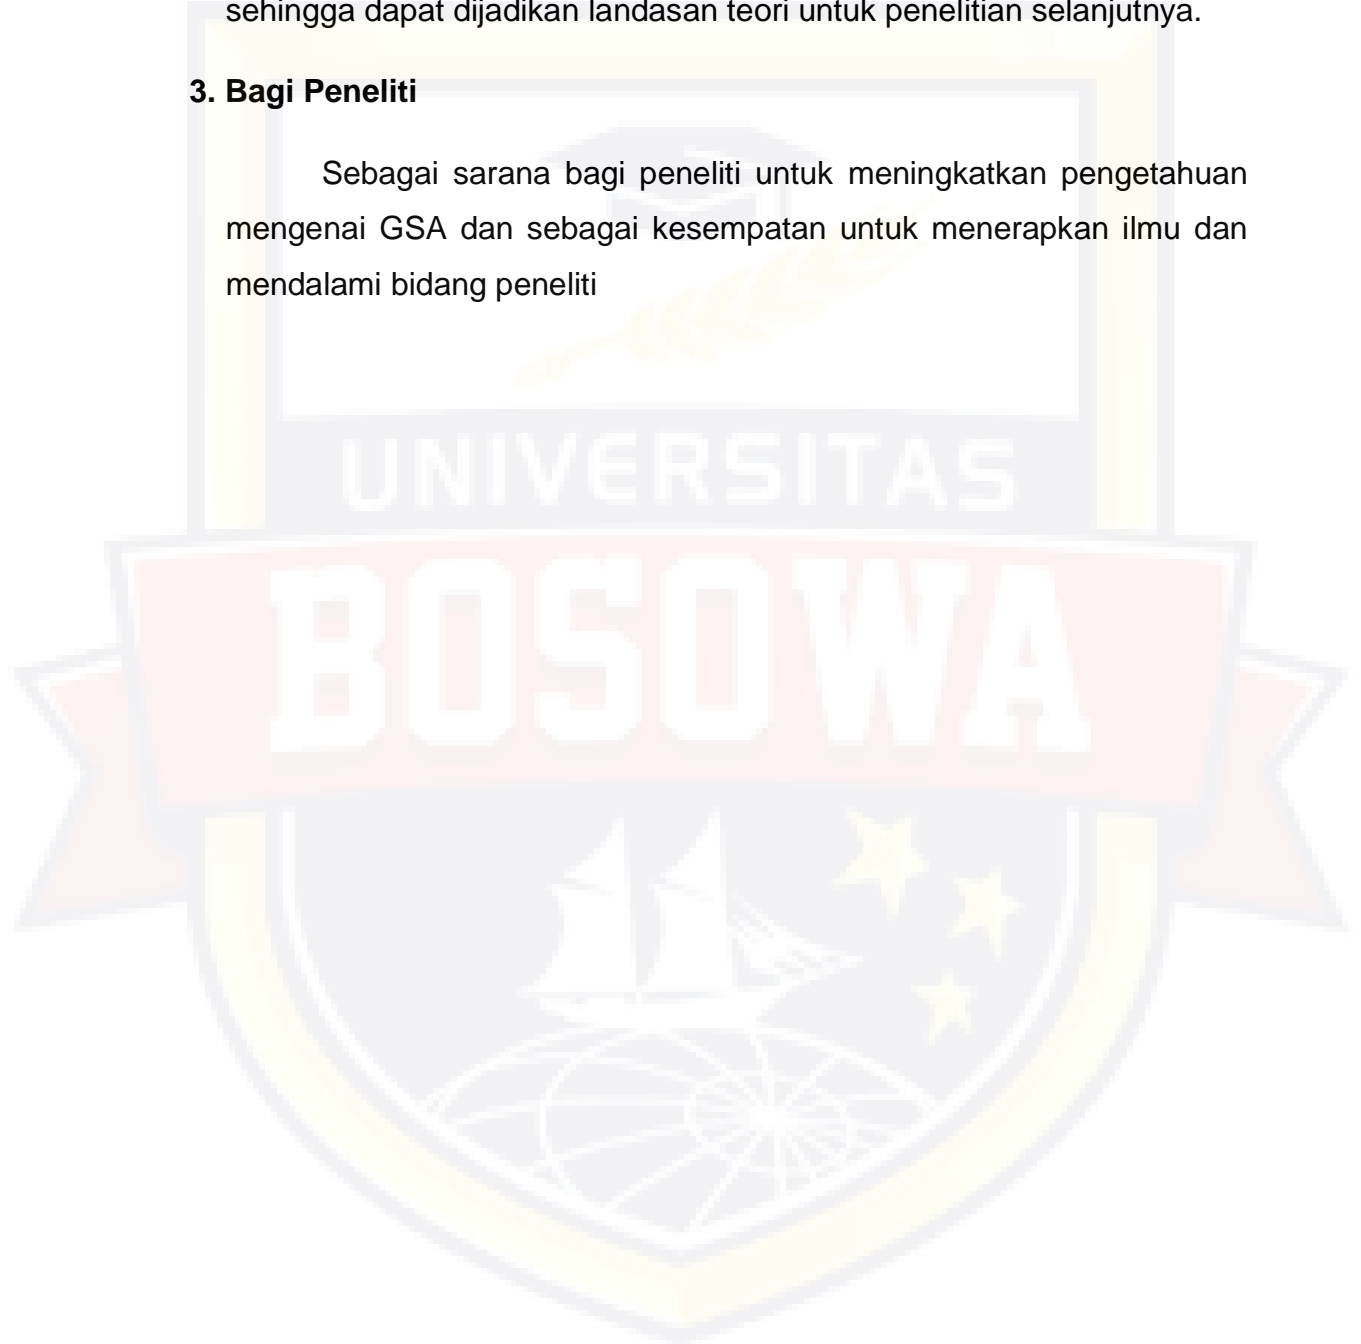 sehingga dapat dijadikan landasan teori untuk penelitian selanjutnya.
3. Bagi Peneliti
Sebagai sarana bagi peneliti untuk meningkatkan pengetahuan
mengenai GSA dan sebagai kesempatan untuk menerapkan ilmu dan
mendalami bidang peneliti
UNIVERSITAS
BOSOWA